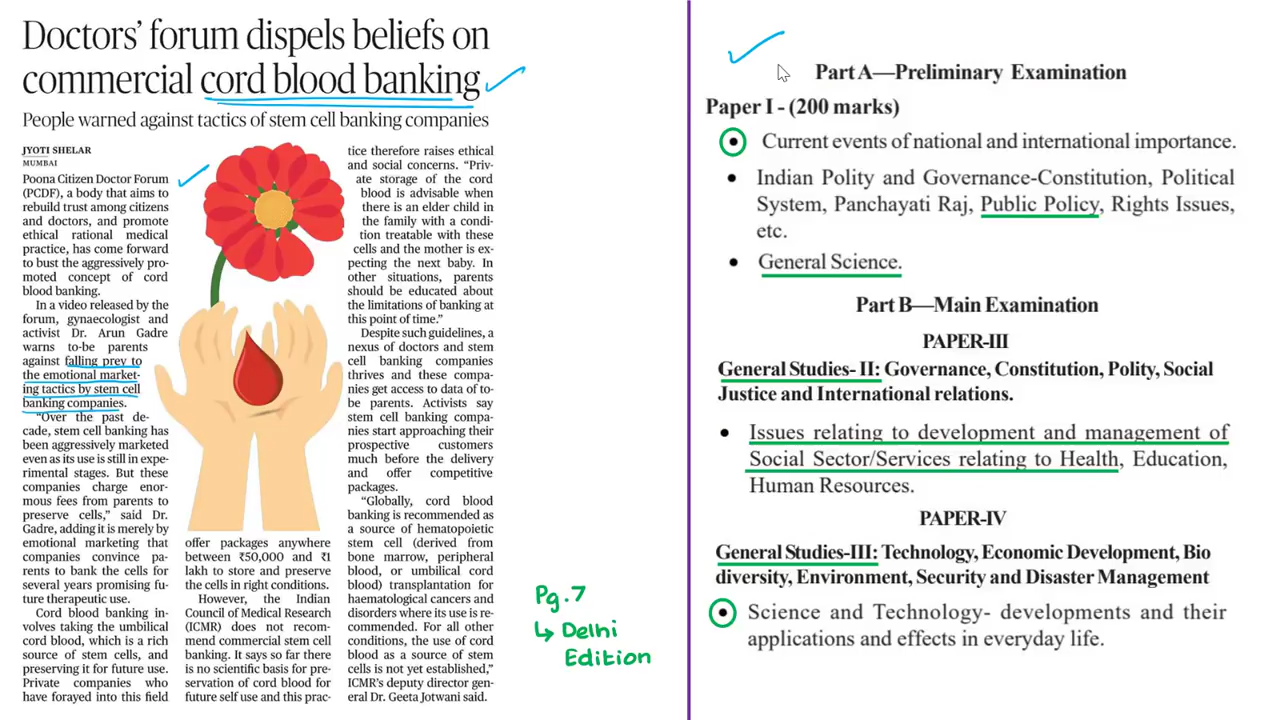 Doctors’ forum dispels beliefs on
commercial cord blood banking
People warned against tactics of stem cell banking companies
JYOTI SHELAR
MUMBAI
Poona Citizen Doctor Forum
(PCDF), a body that aims to
rebuild trust among citizens
and doctors, and promote
ethical rational medical
practice, has come forward
to bust the aggressively pro-
moted concept of cord
blood banking.
In a video released by the
forum, gynaecologist and
activist Dr. Arun Gadre
warns to-be parents
against falling prey to
the emotional market-
ing tactics by stem cell
banking companies.
“Over the past de-
cade, stem cell banking has
been aggressively marketed
even as its use is still in expe-
rimental stages. But these
companies charge enor-
mous fees from parents to
preserve cells,” said Dr.
Gadre, adding it is merely by
emotional marketing that
companies convince pa-
rents to bank the cells for
several years promising fu-
ture therapeutic use.
Cord blood banking in-
volves taking the umbilical
cord blood, which is a rich
source of stem cells, and
preserving it for future use.
Private companies who
have forayed into this field
offer packages anywhere
between ₹50,000 and ₹1
lakh to store and preserve
the cells in right conditions.
However, the Indian
Council of Medical Research
(ICMR) does not recom-
mend commercial stem cell
banking. It says so far there
is no scientific basis for pre-
servation of cord blood for
future self use and this prac-
tice therefore raises ethical
and social concerns. “Priv-
ate storage of the cord
blood is advisable when
there is an elder child in
the family with a condi-
tion treatable with these
cells and the mother is ex-
pecting the next baby. In
other situations, parents
should be educated about
the limitations of banking at
this point of time.”
Despite such guidelines, a
nexus of doctors and stem
cell banking companies
thrives and these compa-
nies get access to data of to-
be parents. Activists say
stem cell banking compa-
nies start approaching their
prospective customers
much before the delivery
and offer competitive
packages.
“Globally, cord blood
banking is recommended as
a source of hematopoietic
stem cell (derived from
bone marrow, peripheral
blood, or umbilical cord
blood) transplantation for
haematological cancers and
disorders where its use is re-
commended. For all other
conditions, the use of cord
blood as a source of stem
cells is not yet established,”
ICMR’s deputy director gen-
eral Dr. Geeta Jotwani said.
Pg.7
↳ Delhi
Edition
Part A—Preliminary Examination
Paper I - (200 marks)
• Current events of national and international importance.
• Indian Polity and Governance-Constitution, Political
System, Panchayati Raj, Public Policy, Rights Issues,
etc.
• General Science.
Part B—Main Examination
PAPER-III
General Studies- II: Governance, Constitution, Polity, Social
Justice and International relations.
• Issues relating to development and management of
Social Sector/Services relating to Health, Education,
Human Resources.
PAPER-IV
General Studies-III: Technology, Economic Development, Bio
diversity, Environment, Security and Disaster Management
• Science and Technology- developments and their
applications and effects in everyday life.